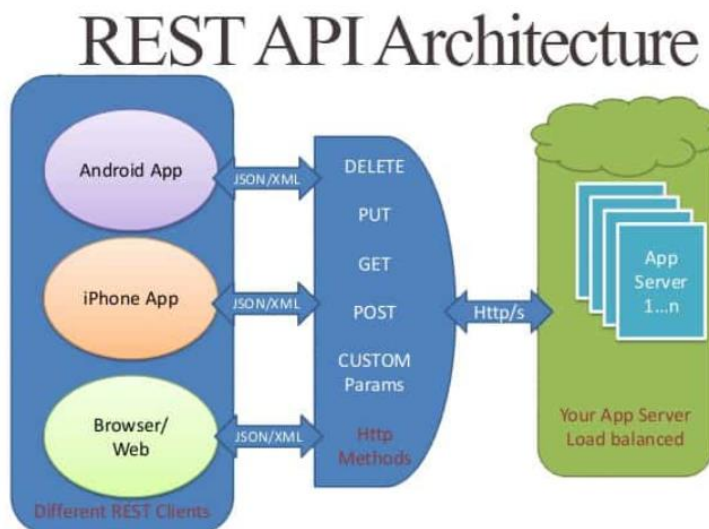 REST API Architecture
Android App
iPhone App
Browser/
Web
Different REST Clients
JSON/XML
JSON/XML
JSON/XML
DELETE
PUT
GET
POST
CUSTOM
Params
Http
Methods
Http/s
App
Server
1...n
Your App Server
Load balanced